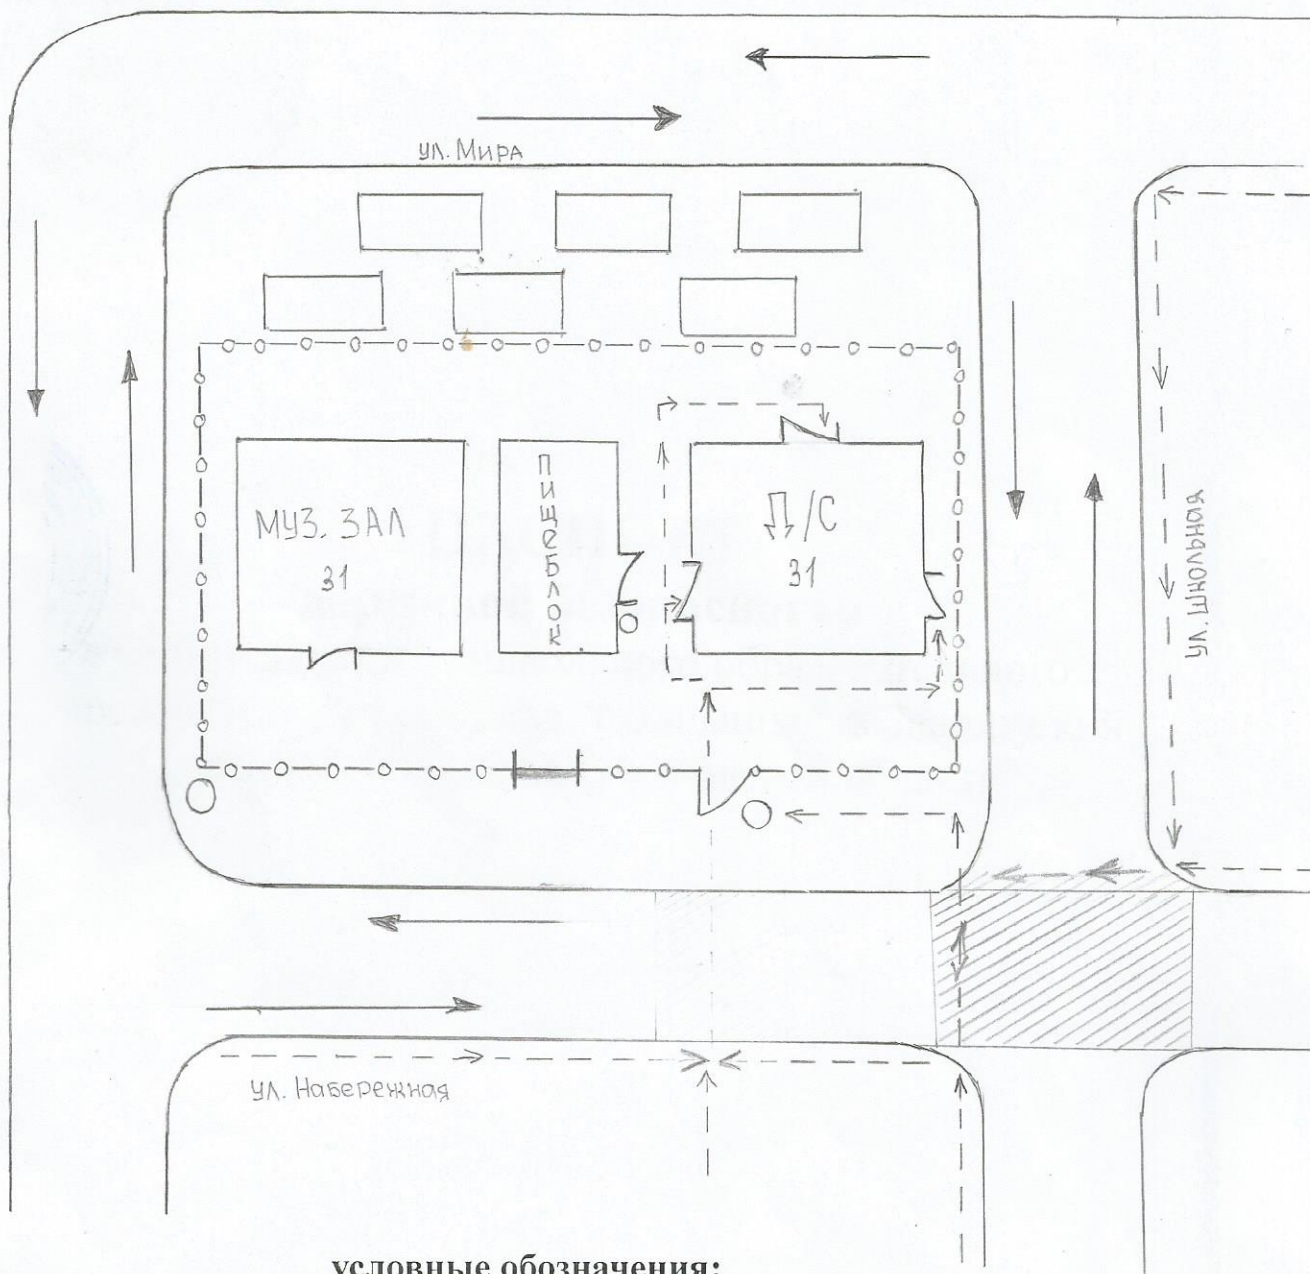 ул. Мира
МУЗ. ЗАЛ
31
ПИЩЕБЛОК
Д/С
31
ул. Школьная
ул. Набережная
условные обозначения: